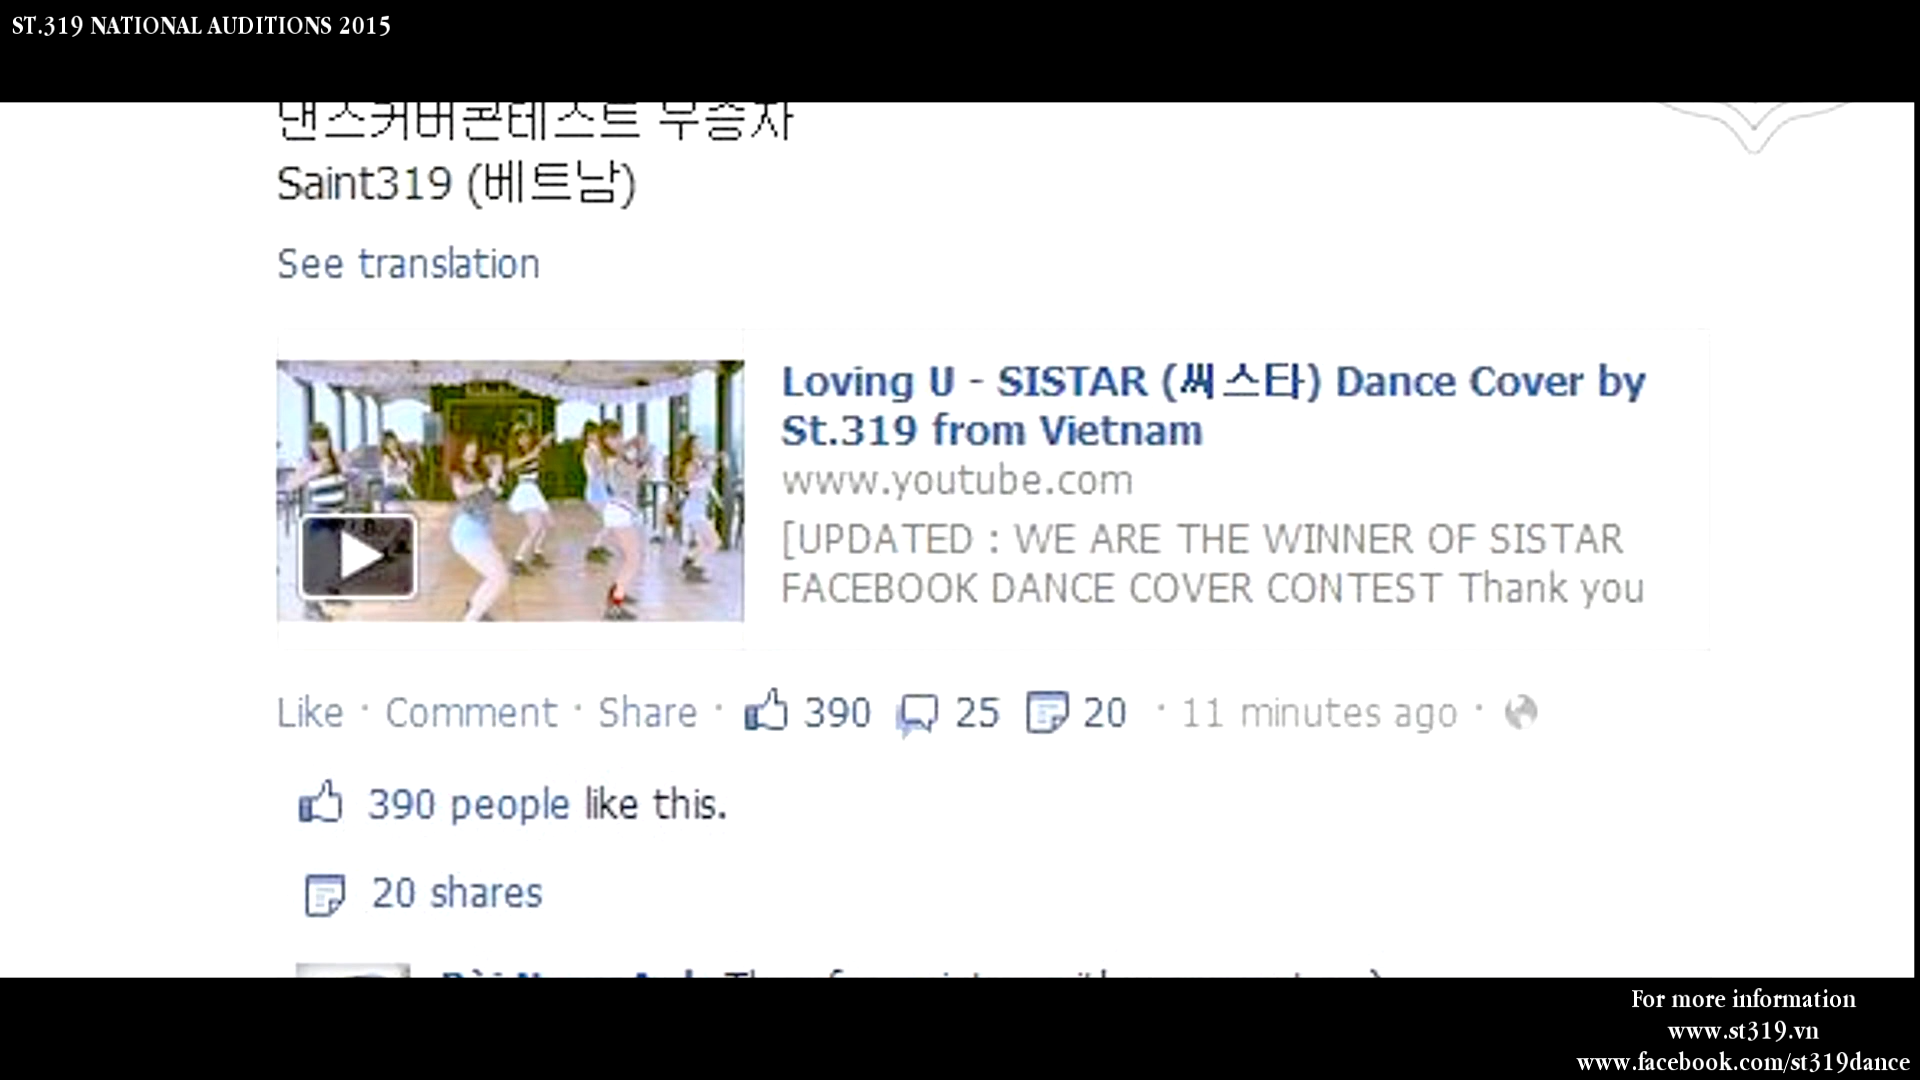 ST.319 NATIONAL AUDITIONS 2015
댄스커버콘테스트 우승자
Saint319 (베트남)
See translation
Loving U - SISTAR (씨스타) Dance Cover by
St.319 from Vietnam
www.youtube.com
[UPDATED : WE ARE THE WINNER OF SISTAR
FACEBOOK DANCE COVER CONTEST Thank you
Like · Comment · Share · 390 25 20 · 11 minutes ago ·
390 people like this.
20 shares
For more information
www.st319.vn
www.facebook.com/st319dance